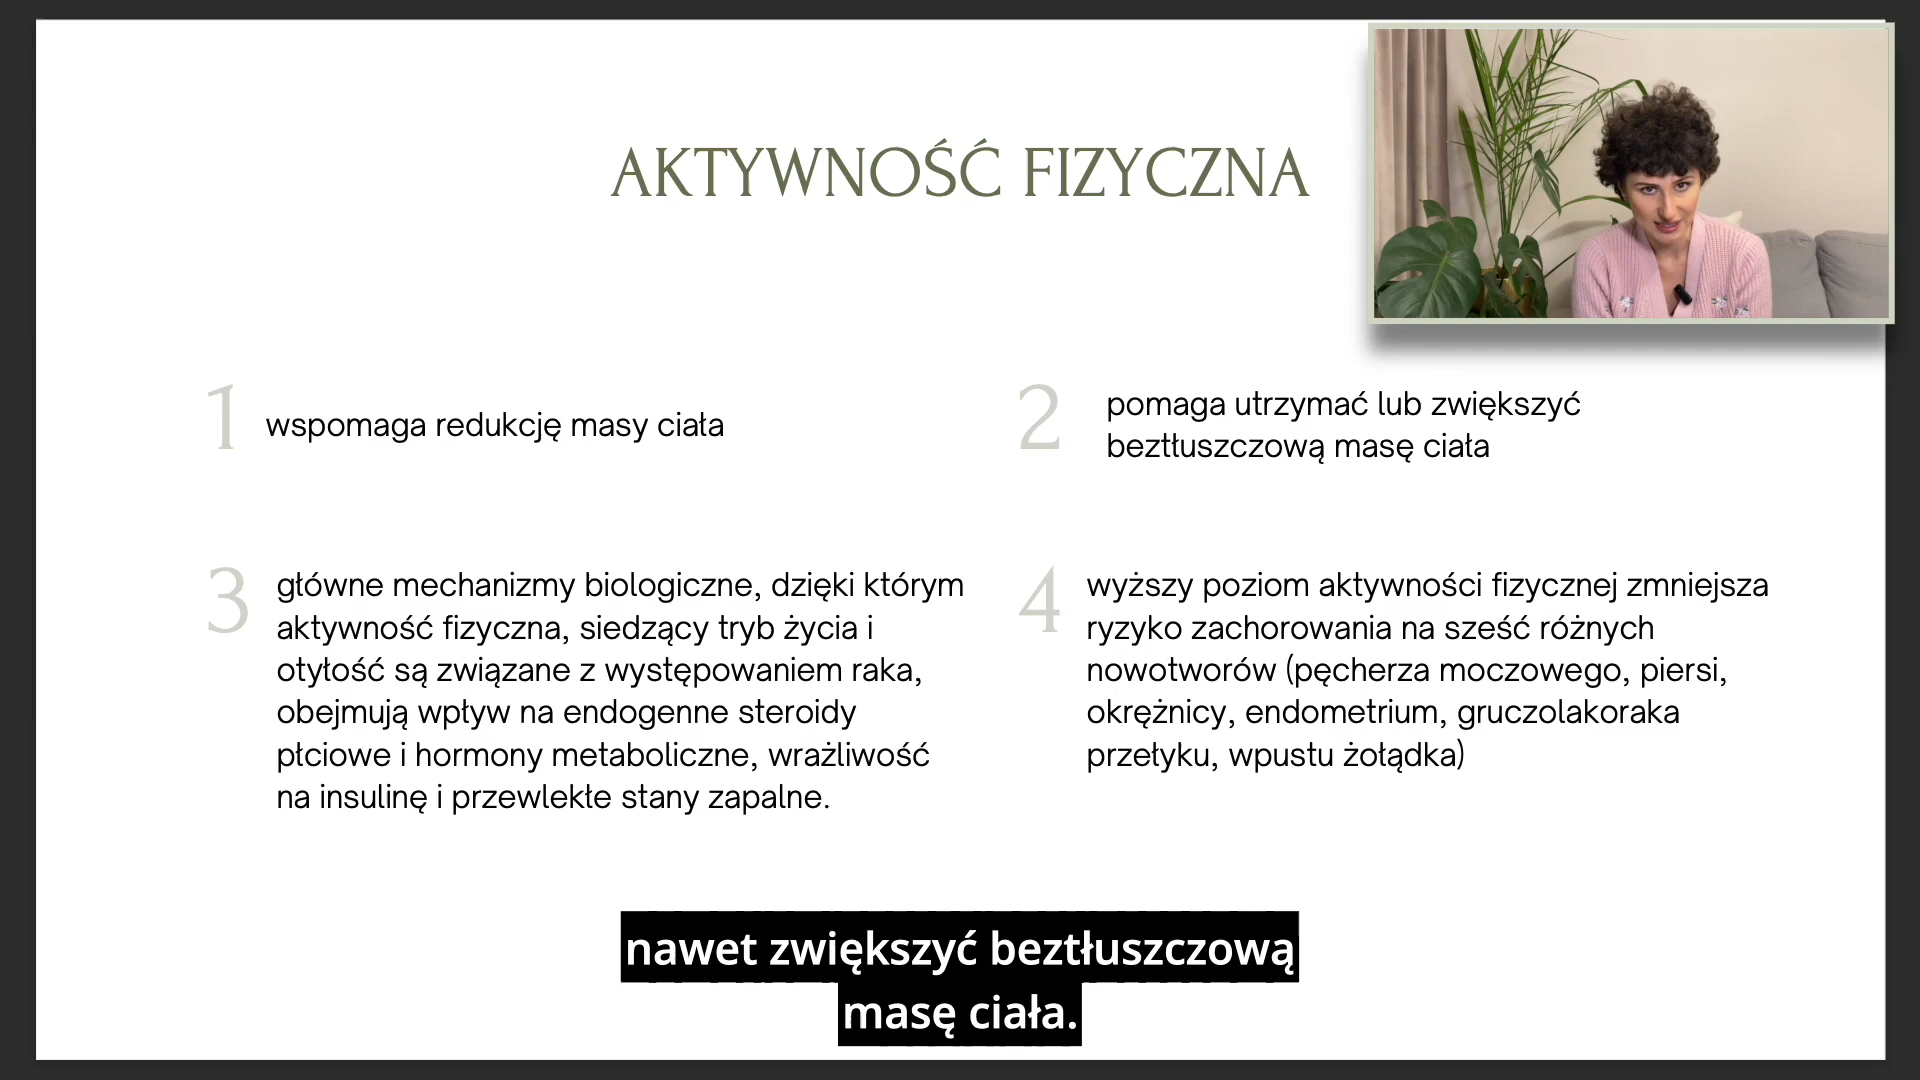 AKTYWNOŚĆ FIZYCZNA
1 wspomaga redukcję masy ciała
2 pomaga utrzymać lub zwiększyć
beztłuszczową masę ciała
3 główne mechanizmy biologiczne, dzięki którym
aktywność fizyczna, siedzący tryb życia i
otyłość są związane z występowaniem raka,
obejmują wpływ na endogenne steroidy
płciowe i hormony metaboliczne, wrażliwość
na insulinę i przewlekłe stany zapalne.
4 wyższy poziom aktywności fizycznej zmniejsza
ryzyko zachorowania na sześć różnych
nowotworów (pęcherza moczowego, piersi,
okrężnicy, endometrium, gruczolakoraka
przełyku, wpustu żołądka)
nawet zwiększyć beztłuszczową
masę ciała.